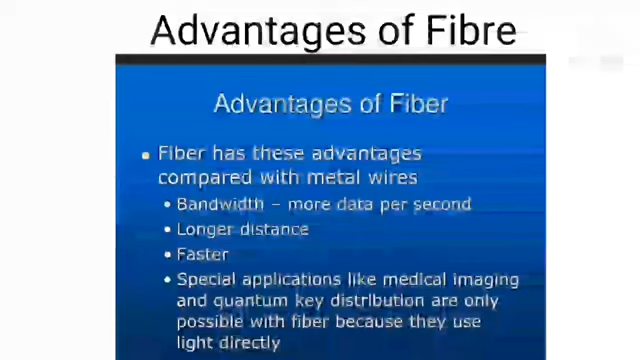 Advantages of Fibre
Advantages of Fiber
Fiber has these advantages
compared with metal wires
• Bandwidth – more data per second
• Longer distance
• Faster
• Special applications like medical imaging
and quantum key distribution are only
possible with fiber because they use
light directly